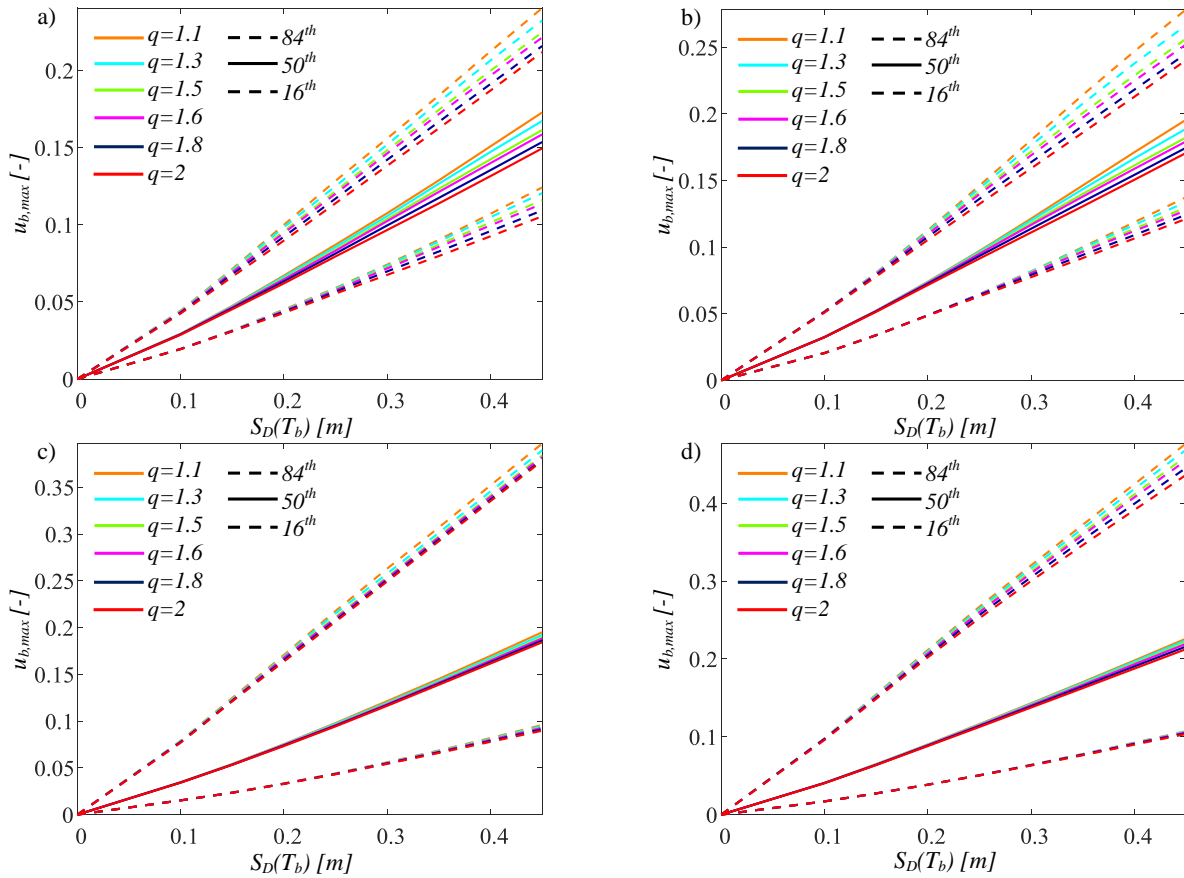 a)
q=1.1
84th
q=1.3
50th
q=1.5
16th
q=1.6
q=1.8
q=2
0.2
0.15
0.1
0.05
0
ub,max [-]
0 0.1 0.2 0.3 0.4
SD(Tb) [m]
b)
q=1.1
84th
q=1.3
50th
q=1.5
16th
q=1.6
q=1.8
q=2
0.25
0.2
0.15
0.1
0.05
0
ub,max [-]
0 0.1 0.2 0.3 0.4
SD(Tb) [m]
c)
q=1.1
84th
q=1.3
50th
q=1.5
16th
q=1.6
q=1.8
q=2
0.35
0.3
0.25
0.2
0.15
0.1
0.05
0
ub,max [-]
0 0.1 0.2 0.3 0.4
SD(Tb) [m]
d)
q=1.1
84th
q=1.3
50th
q=1.5
16th
q=1.6
q=1.8
q=2
0.4
0.3
0.2
0.1
0
ub,max [-]
0 0.1 0.2 0.3 0.4
SD(Tb) [m]